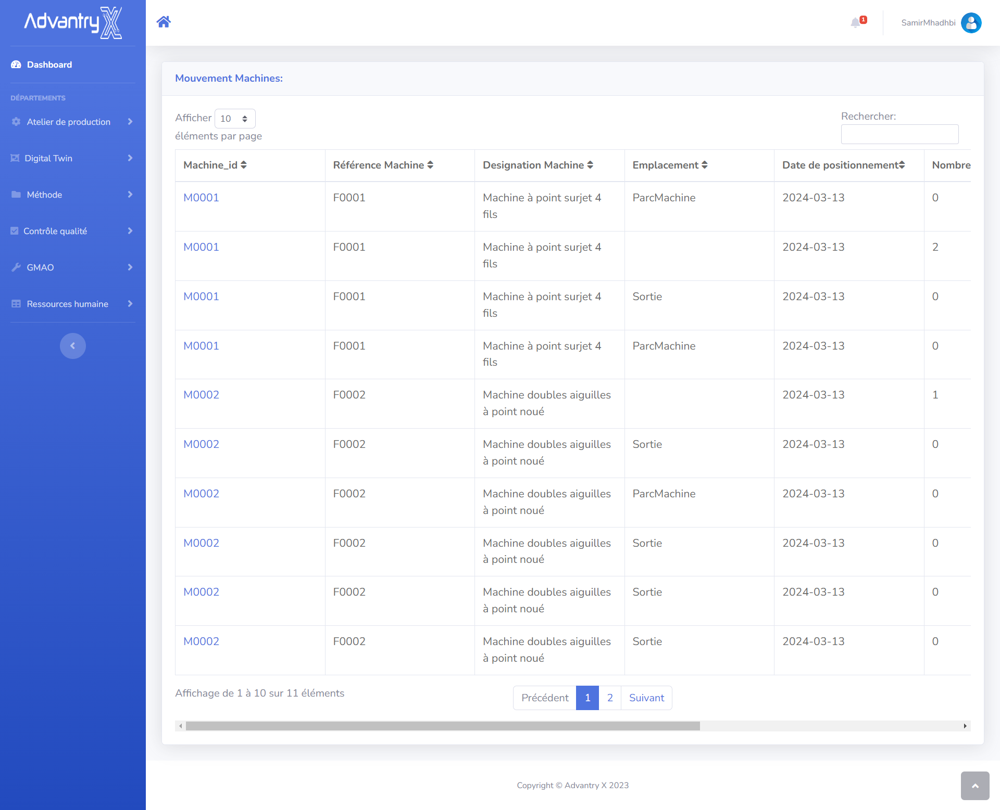 AdvantryX
1
SamirMhadhbi
Dashboard
DÉPARTEMENTS
Atelier de production
Digital Twin
Méthode
Contrôle qualité
GMAO
Ressources humaine
Mouvement Machines:
Afficher 10
éléments par page
Rechercher:
Machine_id Référence Machine Designation Machine Emplacement Date de positionnement Nombre
M0001 F0001 Machine à point surjet 4 ParcMachine 2024-03-13 0
fils
M0001 F0001 Machine à point surjet 4 2024-03-13 2
fils
M0001 F0001 Machine à point surjet 4 Sortie 2024-03-13 0
fils
M0001 F0001 Machine à point surjet 4 ParcMachine 2024-03-13 0
fils
M0002 F0002 Machine doubles aiguilles 2024-03-13 1
à point noué
M0002 F0002 Machine doubles aiguilles Sortie 2024-03-13 0
à point noué
M0002 F0002 Machine doubles aiguilles ParcMachine 2024-03-13 0
à point noué
M0002 F0002 Machine doubles aiguilles Sortie 2024-03-13 0
à point noué
M0002 F0002 Machine doubles aiguilles Sortie 2024-03-13 0
à point noué
M0002 F0002 Machine doubles aiguilles Sortie 2024-03-13 0
à point noué
Affichage de 1 à 10 sur 11 éléments
Précédent 1 2 Suivant
Copyright © Advantry X 2023